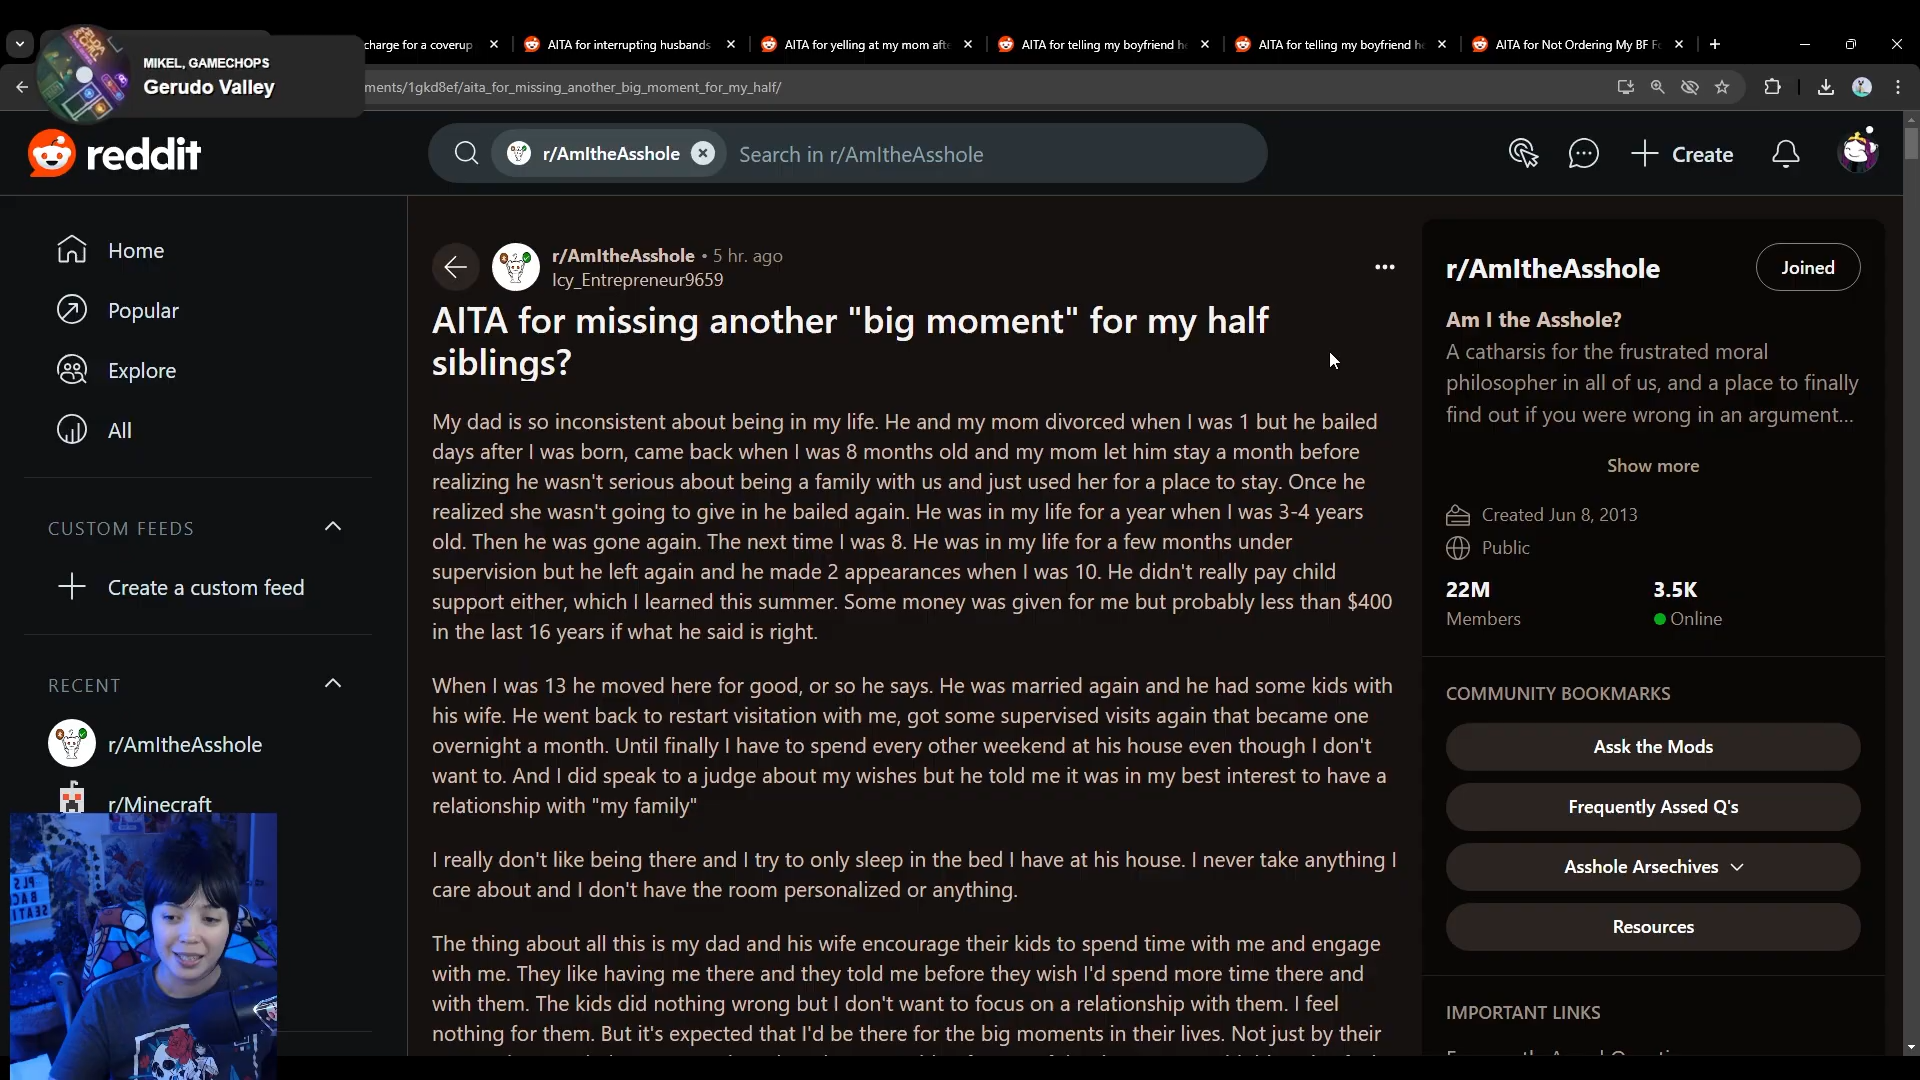 MIKEL, GAMECHOPS
Gerudo Valley
charge for a coverup
AITA for interrupting husbands
AITA for yelling at my mom aft
AITA for telling my boyfriend h
AITA for telling my boyfriend h
AITA for Not Ordering My BF F
ments/1gkd8ef/aita_for_missing_another_big_moment_for_my_half/
reddit
r/AmItheAsshole
Search in r/AmItheAsshole
Create
Home
Popular
Explore
All
CUSTOM FEEDS
Create a custom feed
RECENT
r/AmItheAsshole
r/Minecraft
r/AmItheAsshole • 5 hr. ago
Icy_Entrepreneur9659
AITA for missing another "big moment" for my half
siblings?
My dad is so inconsistent about being in my life. He and my mom divorced when I was 1 but he bailed
days after I was born, came back when I was 8 months old and my mom let him stay a month before
realizing he wasn't serious about being a family with us and just used her for a place to stay. Once he
realized she wasn't going to give in he bailed again. He was in my life for a year when I was 3-4 years
old. Then he was gone again. The next time I was 8. He was in my life for a few months under
supervision but he left again and he made 2 appearances when I was 10. He didn't really pay child
support either, which I learned this summer. Some money was given for me but probably less than $400
in the last 16 years if what he said is right.
When I was 13 he moved here for good, or so he says. He was married again and he had some kids with
his wife. He went back to restart visitation with me, got some supervised visits again that became one
overnight a month. Until finally I have to spend every other weekend at his house even though I don't
want to. And I did speak to a judge about my wishes but he told me it was in my best interest to have a
relationship with "my family"
I really don't like being there and I try to only sleep in the bed I have at his house. I never take anything I
care about and I don't have the room personalized or anything.
The thing about all this is my dad and his wife encourage their kids to spend time with me and engage
with me. They like having me there and they told me before they wish I'd spend more time there and
with them. The kids did nothing wrong but I don't want to focus on a relationship with them. I feel
nothing for them. But it's expected that I'd be there for the big moments in their lives. Not just by their
r/AmItheAsshole
Joined
Am I the Asshole?
A catharsis for the frustrated moral
philosopher in all of us, and a place to finally
find out if you were wrong in an argument...
Show more
Created Jun 8, 2013
Public
22M
3.5K
Members
Online
COMMUNITY BOOKMARKS
Assk the Mods
Frequently Assed Q's
Asshole Arsechives
Resources
IMPORTANT LINKS